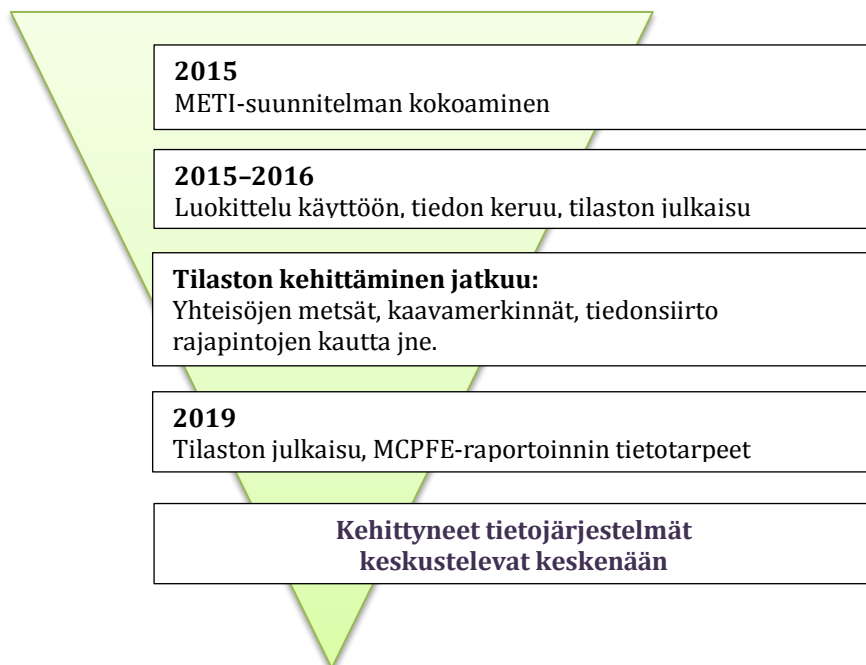 2015
METI-suunnitelman kokoaminen
2015–2016
Luokittelu käyttöön, tiedon keruu, tilaston julkaisu
Tilaston kehittäminen jatkuu:
Yhteisöjen metsät, kaavamerkinnät, tiedonsiirto
rajapintojen kautta jne.
2019
Tilaston julkaisu, MCPFE-raportoinnin tietotarpeet
Kehittyneet tietojärjestelmät
keskustelevat keskenään